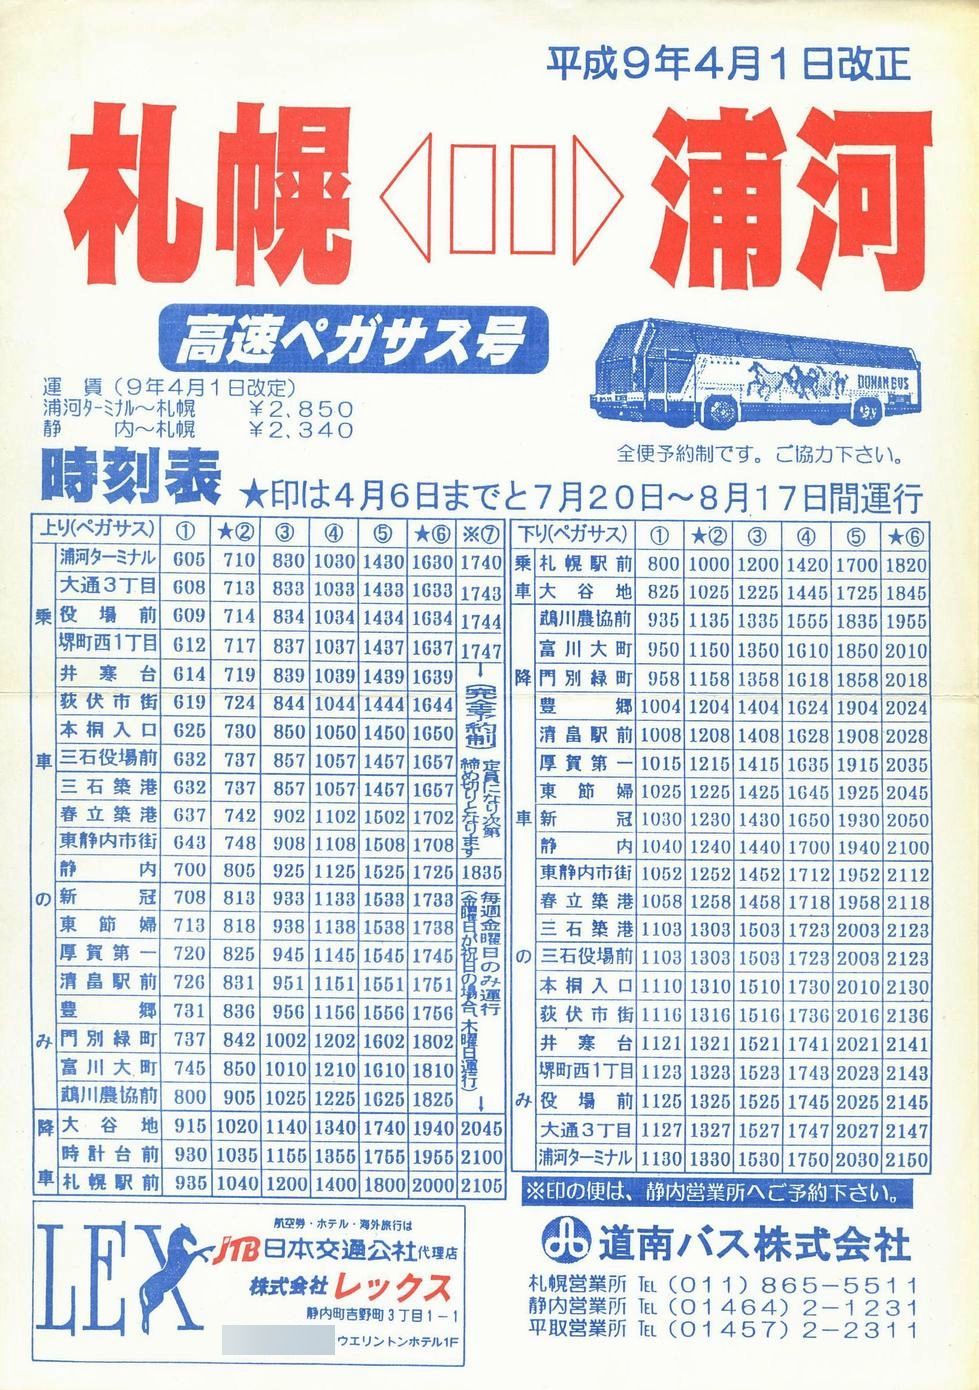 平成9年4月1日改正
札幌 浦河
高速ペガサス号
DONAN BUS
運 賃(9年4月1日改定)
浦河ターミナル〜札幌 ¥2,850
静 内〜札幌 ¥2,340
全便予約制です。ご協力下さい。
時刻表 ★印は4月6日までと7月20日〜8月17日間運行
上り(ペガサス) ① ★② ③ ④ ⑤ ★⑥ ※⑦
乗車のみ
浦河ターミナル 605 710 830 1030 1430 1630 1740
大通3丁目 608 713 833 1033 1433 1633 1743
役場前 609 714 834 1034 1434 1634 1744
堺町西1丁目 612 717 837 1037 1437 1637 1747
井寒台 614 719 839 1039 1439 1639 ↓
荻伏市街 619 724 844 1044 1444 1644
本桐入口 625 730 850 1050 1450 1650
三石役場前 632 737 857 1057 1457 1657
三石築港 632 737 857 1057 1457 1657
春立築港 637 742 902 1102 1502 1702
東静内市街 643 748 908 1108 1508 1708
静内 700 805 925 1125 1525 1725 1835
新冠 708 813 933 1133 1533 1733
東節婦 713 818 938 1138 1538 1738
厚賀第一 720 825 945 1145 1545 1745
清畠駅前 726 831 951 1151 1551 1751
豊郷 731 836 956 1156 1556 1756
門別緑町 737 842 1002 1202 1602 1802
富川大町 745 850 1010 1210 1610 1810
鵡川農協前 800 905 1025 1225 1625 1825 ↓
(完全予約制)
定員になり次第
締め切りとなります
毎週金曜日のみ運行
(金曜日が祝日の場合、木曜日運行)
降車
大谷地 915 1020 1140 1340 1740 1940 2045
時計台前 930 1035 1155 1355 1755 1955 2100
札幌駅前 935 1040 1200 1400 1800 2000 2105
下り(ペガサス) ① ★② ③ ④ ⑤ ★⑥
乗車
札幌駅前 800 1000 1200 1420 1700 1820
大谷地 825 1025 1225 1445 1725 1845
降車のみ
鵡川農協前 935 1135 1335 1555 1835 1955
富川大町 950 1150 1350 1610 1850 2010
門別緑町 958 1158 1358 1618 1858 2018
豊郷 1004 1204 1404 1624 1904 2024
清畠駅前 1008 1208 1408 1628 1908 2028
厚賀第一 1015 1215 1415 1635 1915 2035
東節婦 1025 1225 1425 1645 1925 2045
新冠 1030 1230 1430 1650 1930 2050
静内 1040 1240 1440 1700 1940 2100
東静内市街 1052 1252 1452 1712 1952 2112
春立築港 1058 1258 1458 1718 1958 2118
三石築港 1103 1303 1503 1723 2003 2123
三石役場前 1103 1303 1503 1723 2003 2123
本桐入口 1110 1310 1510 1730 2010 2130
荻伏市街 1116 1316 1516 1736 2016 2136
井寒台 1121 1321 1521 1741 2021 2141
堺町西1丁目 1123 1323 1523 1743 2023 2143
役場前 1125 1325 1525 1745 2025 2145
大通3丁目 1127 1327 1527 1747 2027 2147
浦河ターミナル 1130 1330 1530 1750 2030 2150
※印の便は、静内営業所へご予約下さい。
LEX
航空券・ホテル・海外旅行は
JTB日本交通公社代理店
株式会社レックス
静内町吉野町3丁目1−1
ウエリントンホテル1F
道南バス株式会社
札幌営業所 TEL (011) 865−5511
静内営業所 TEL (01464) 2−1231
平取営業所 TEL (01457) 2−2311